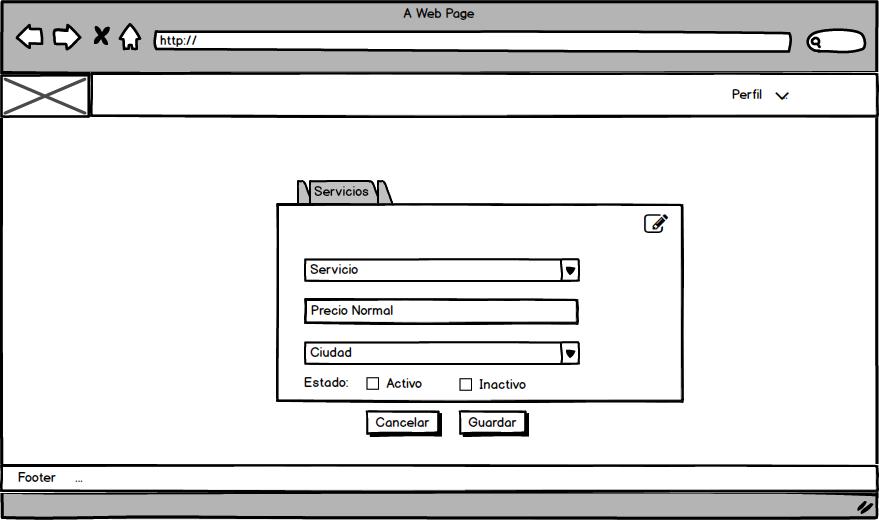 A Web Page
http://
Perfil
Servicios
Servicio
Precio Normal
Ciudad
Estado: Activo Inactivo
Cancelar Guardar
Footer ...